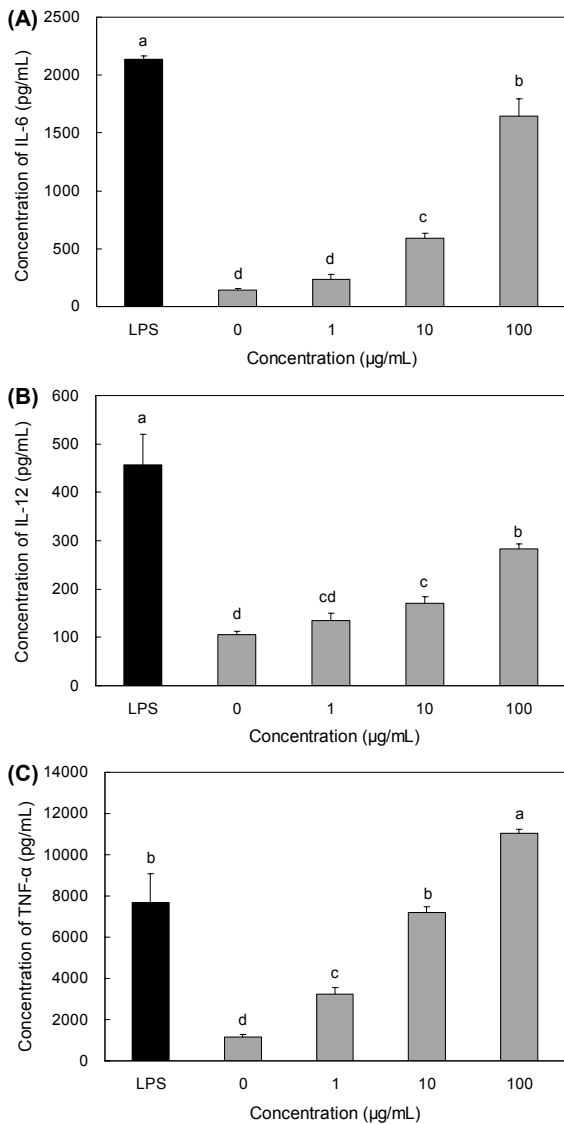 (A)
Concentration of IL-6 (pg/mL)
2500
2000
1500
1000
500
0
a
d
d
c
b
LPS 0 1 10 100
Concentration (µg/mL)
(B)
Concentration of IL-12 (pg/mL)
600
500
400
300
200
100
0
a
d
cd
c
b
LPS 0 1 10 100
Concentration (µg/mL)
(C)
Concentration of TNF-α (pg/mL)
14000
12000
10000
8000
6000
4000
2000
0
b
d
c
b
a
LPS 0 1 10 100
Concentration (µg/mL)